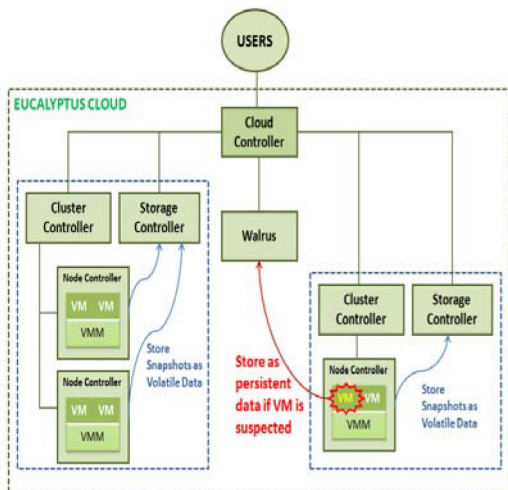 USERS
EUCALYPTUS CLOUD
Cloud
Controller
Cluster
Controller
Storage
Controller
Walrus
Node Controller
VM VM
VMM
Store
Snapshots as
Volatile Data
Node Controller
VM VM
VMM
Store as
persistent
data if VM is
suspected
Cluster
Controller
Storage
Controller
Node Controller
VM VM
VMM
Store
Snapshots as
Volatile Data